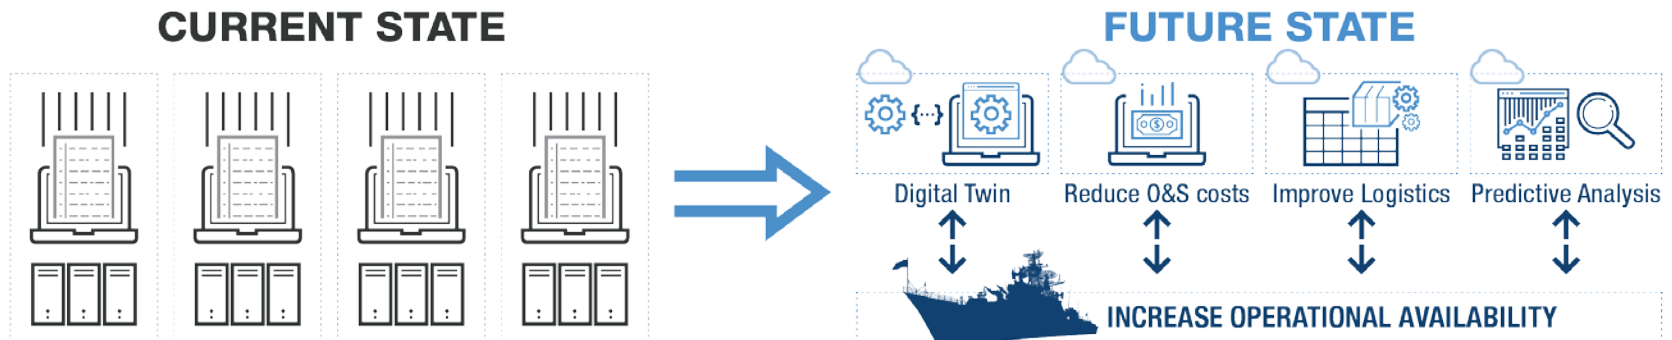 CURRENT STATE
FUTURE STATE
Digital Twin
Reduce O&S costs
Improve Logistics
Predictive Analysis
INCREASE OPERATIONAL AVAILABILITY